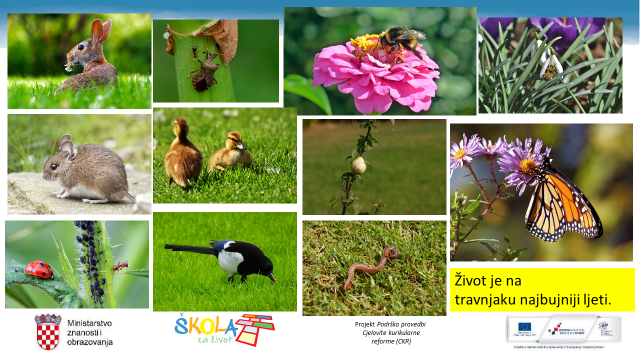 Život je na
travnjaku najbujniji ljeti.
Ministarstvo
znanosti i
obrazovanja
ŠKOLA
za život
Projekt Podrška provedbi
Cjelovite kurikularne
reforme (CKR)